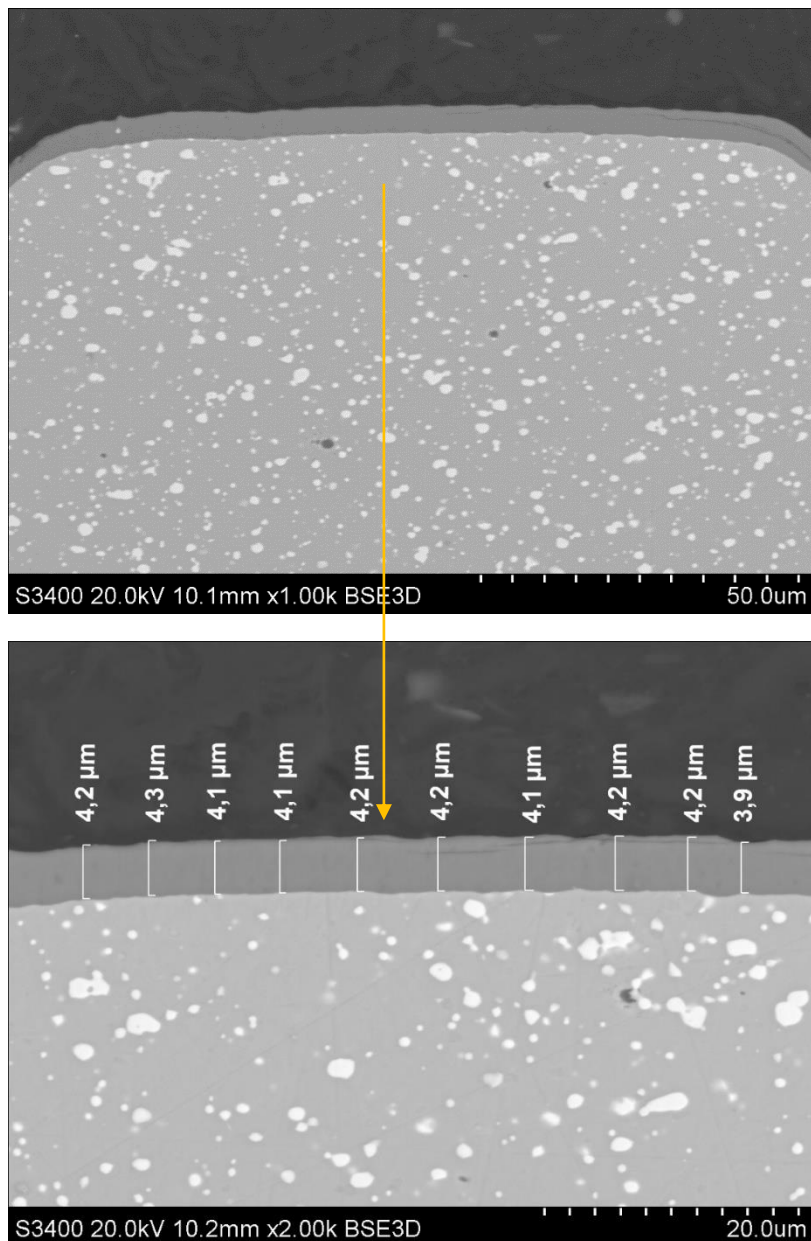 S3400 20.0kV 10.1mm x1.00k BSE3D 50.0um
4,2 µm
4,3 µm
4,1 µm
4,1 µm
4,2 µm
4,2 µm
4,1 µm
4,2 µm
4,2 µm
3,9 µm
S3400 20.0kV 10.2mm x2.00k BSE3D 20.0um